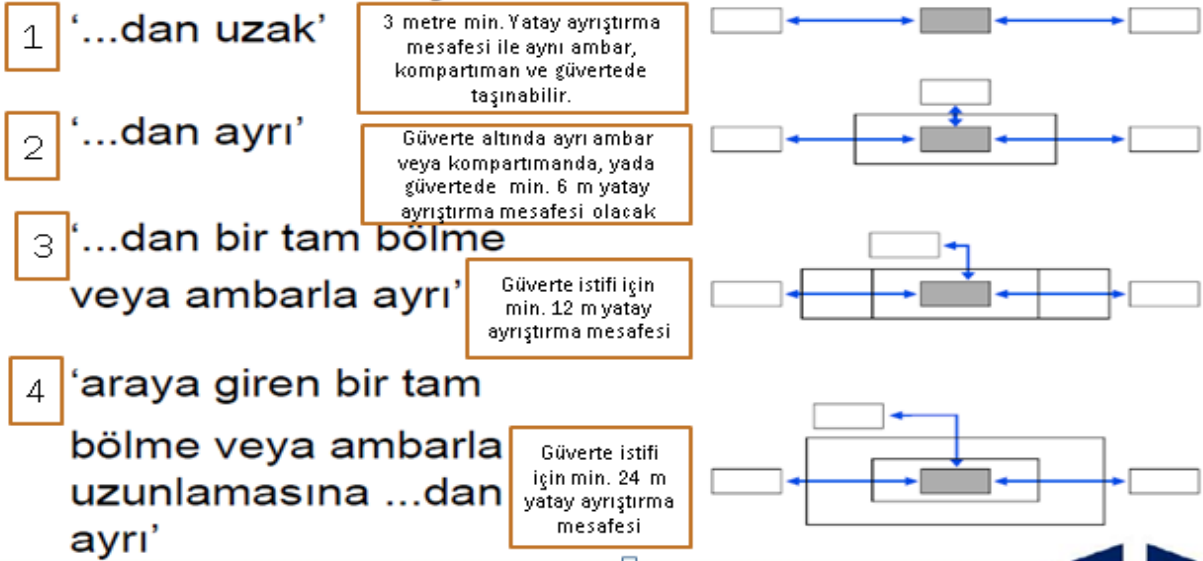 1
'...dan uzak'
3 metre min. Yatay ayrıştırma
mesafesi ile aynı ambar,
kompartıman ve güvertede
taşınabilir.
2
'...dan ayrı'
Güverte altında ayrı ambar
veya kompartımanda, yada
güvertede min. 6 m yatay
ayrıştırma mesafesi olacak
3
'...dan bir tam bölme
veya ambarla ayrı'
Güverte istifi için
min. 12 m yatay
ayrıştırma mesafesi
4
'araya giren bir tam
bölme veya ambarla
uzunlamasına ...dan
ayrı'
Güverte istifi
için min. 24 m
yatay ayrıştırma
mesafesi